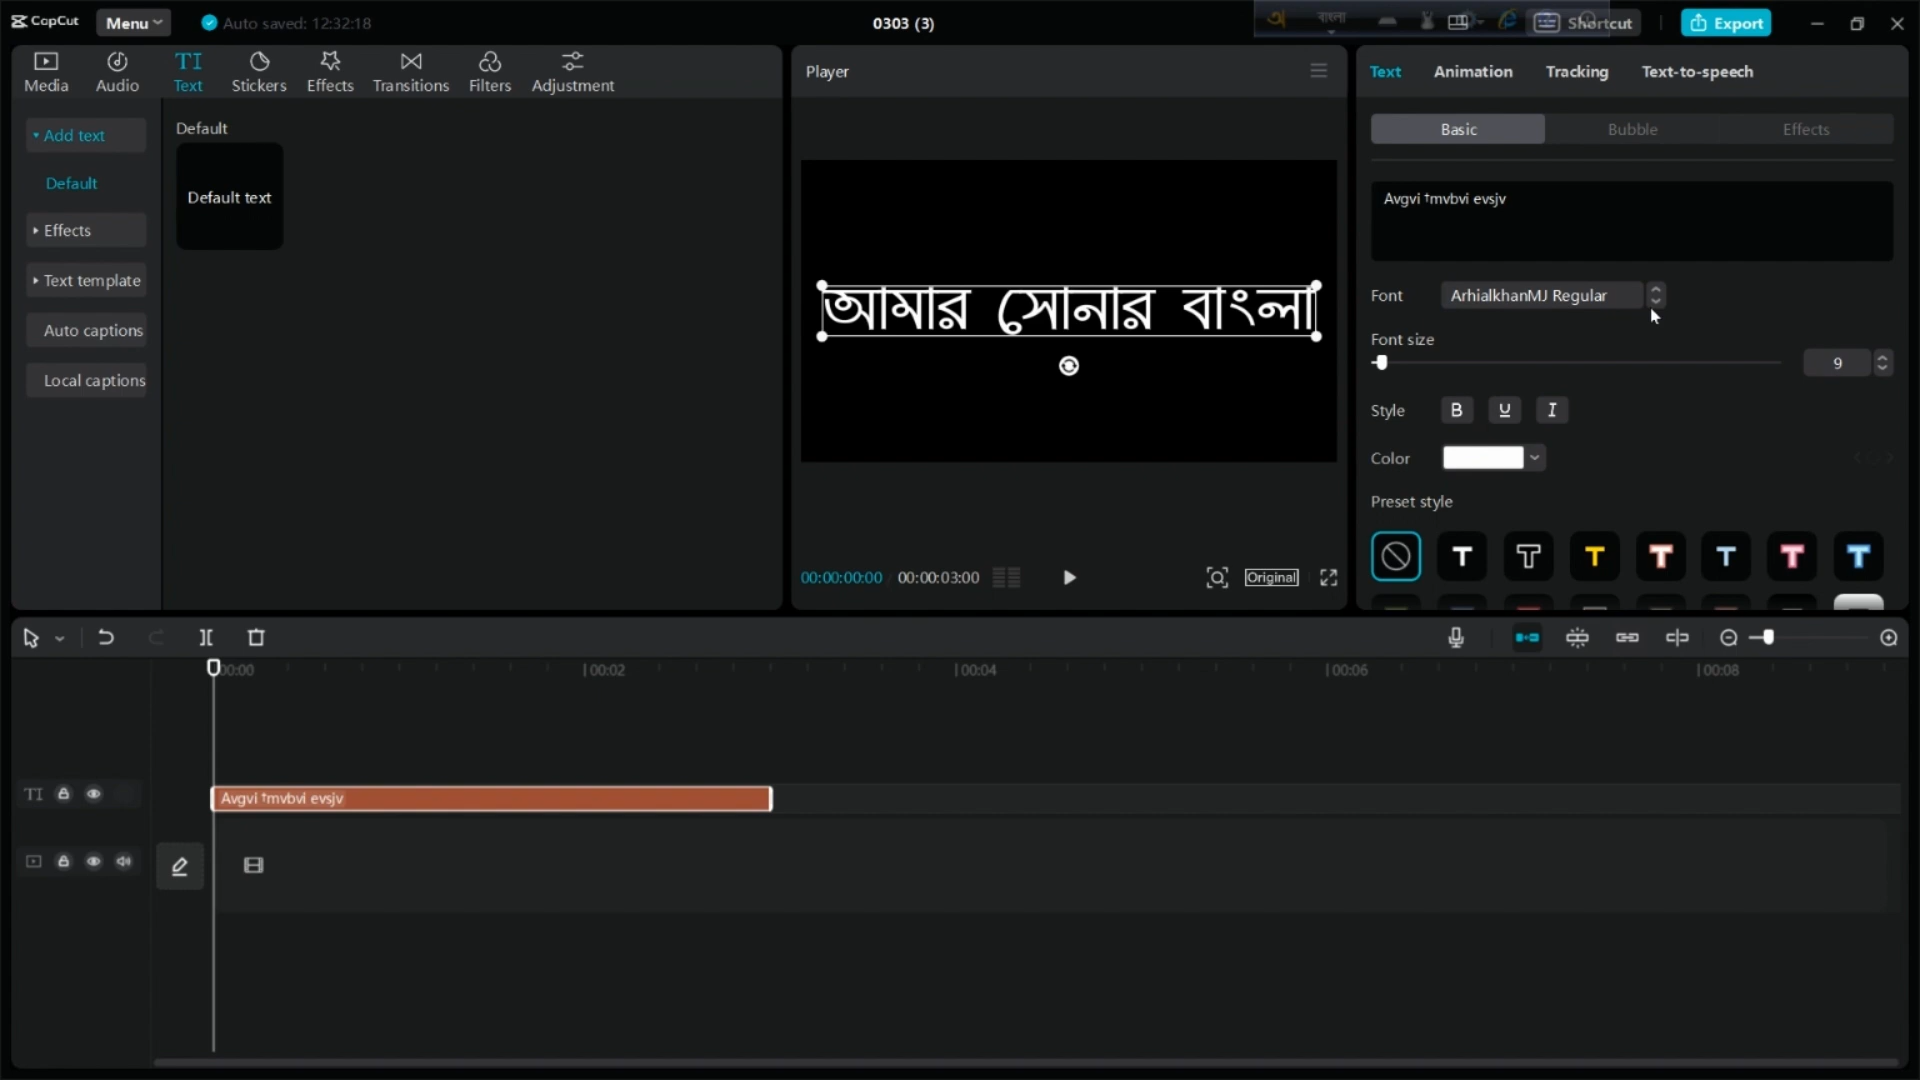 CapCut
Menu
Auto saved: 12:32:18
0303 (3)
বাংলা
Shortcut
Export
Media
Audio
TI
Text
Stickers
Effects
Transitions
Filters
Adjustment
Player
Text
Animation
Tracking
Text-to-speech
Add text
Default
Effects
Text template
Auto captions
Local captions
Default
Default text
আমার সোনার বাংলা
00:00:00:00 00:00:03:00
Original
Basic
Bubble
Effects
Avgvi †mvbvi evsjv
Font
ArhialkhanMJ Regular
Font size
9
Style
B
U
I
Color
Preset style
T
T
T
T
T
T
T
00:00
00:02
00:04
00:06
00:08
TI
Avgvi †mvbvi evsjv